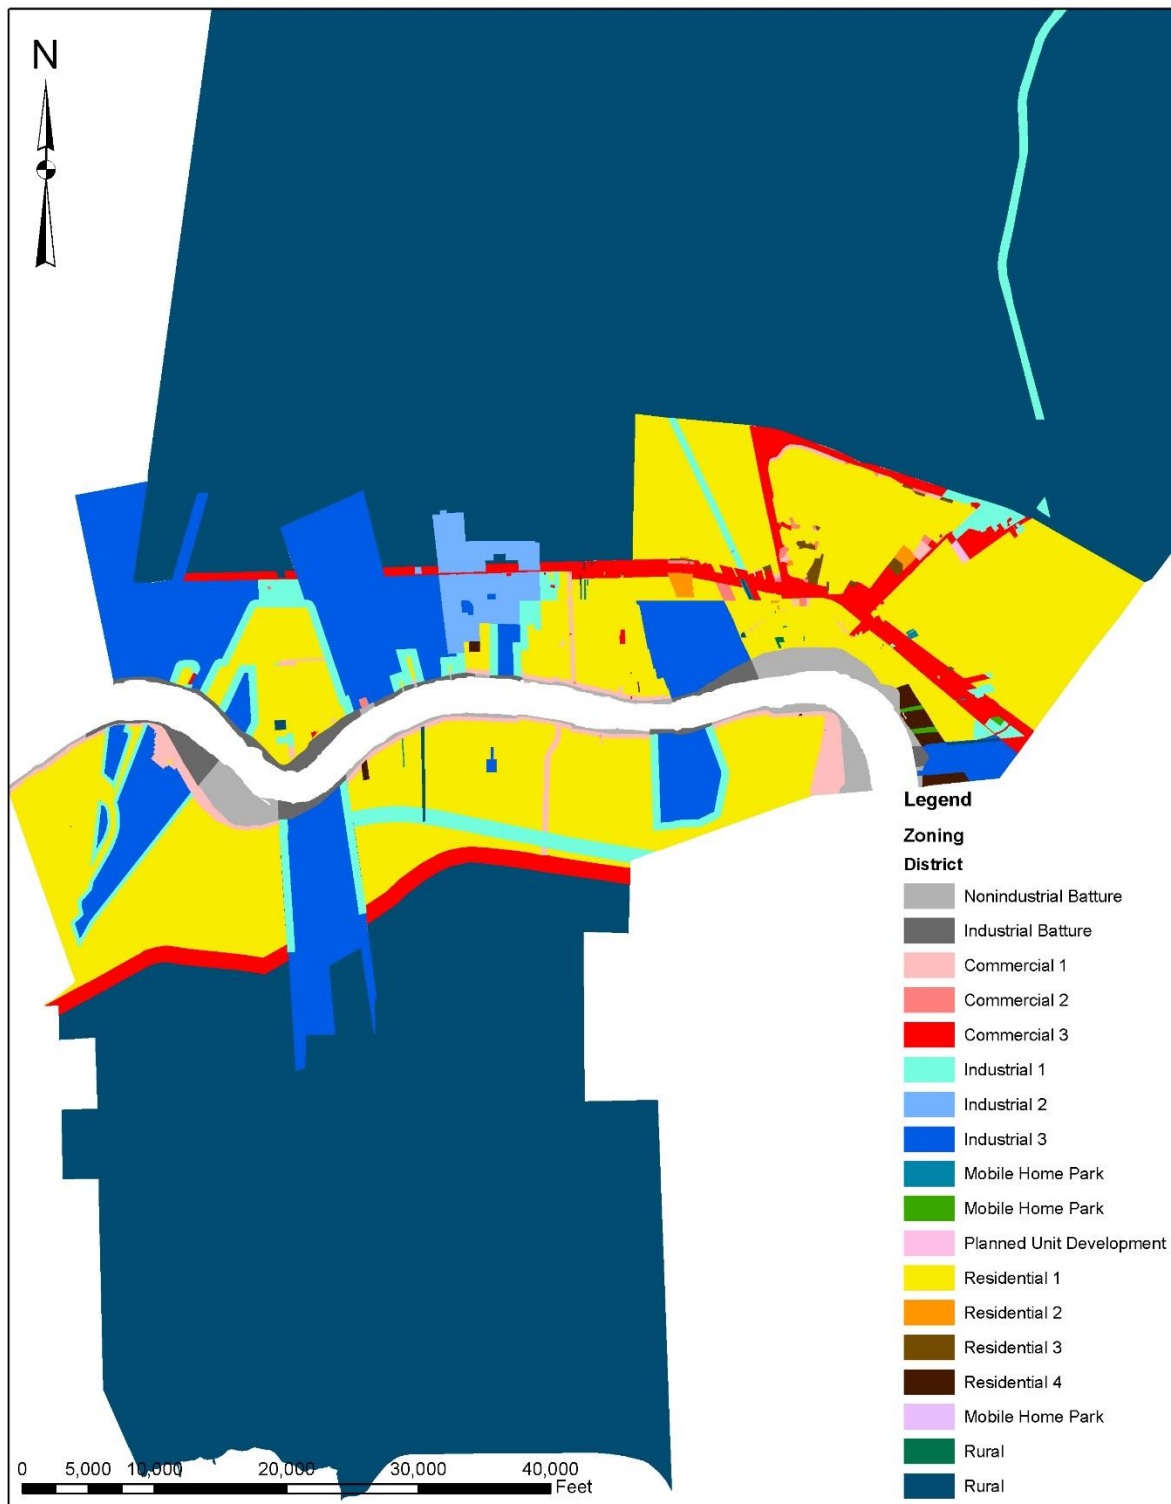 N
Legend
Zoning
District
Nonindustrial Batture
Industrial Batture
Commercial 1
Commercial 2
Commercial 3
Industrial 1
Industrial 2
Industrial 3
Mobile Home Park
Mobile Home Park
Planned Unit Development
Residential 1
Residential 2
Residential 3
Residential 4
Mobile Home Park
Rural
Rural
0 5,000 10,000 20,000 30,000 40,000
Feet